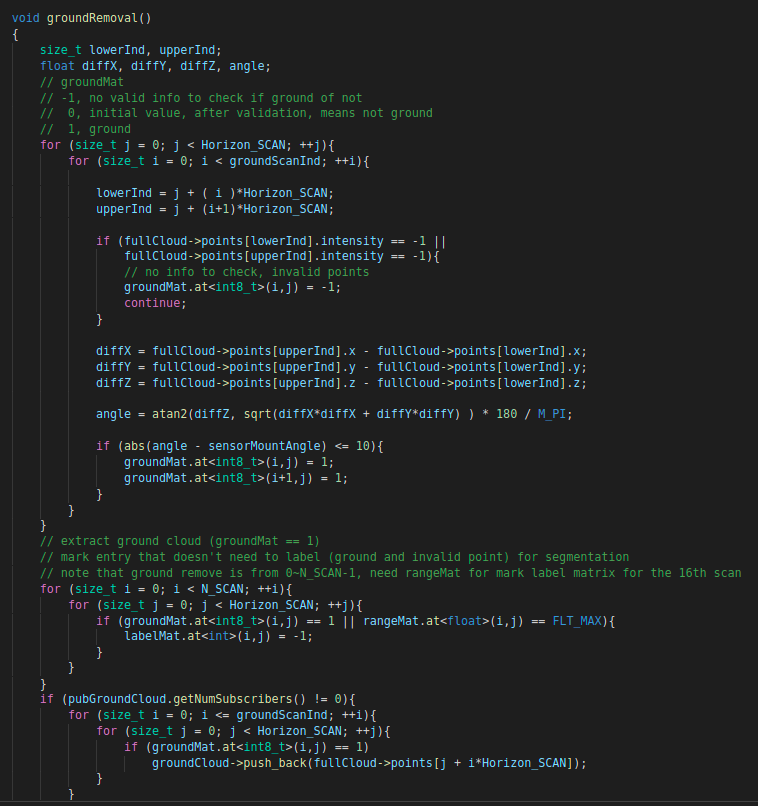 void groundRemoval()
{
    size_t lowerInd, upperInd;
    float diffX, diffY, diffZ, angle;
    // groundMat
    // -1, no valid info to check if ground of not
    //  0, initial value, after validation, means not ground
    //  1, ground
    for (size_t j = 0; j < Horizon_SCAN; ++j){
        for (size_t i = 0; i < groundScanInd; ++i){

            lowerInd = j + ( i )*Horizon_SCAN;
            upperInd = j + (i+1)*Horizon_SCAN;

            if (fullCloud->points[lowerInd].intensity == -1 ||
                fullCloud->points[upperInd].intensity == -1){
                // no info to check, invalid points
                groundMat.at<int8_t>(i,j) = -1;
                continue;
            }

            diffX = fullCloud->points[upperInd].x - fullCloud->points[lowerInd].x;
            diffY = fullCloud->points[upperInd].y - fullCloud->points[lowerInd].y;
            diffZ = fullCloud->points[upperInd].z - fullCloud->points[lowerInd].z;

            angle = atan2(diffZ, sqrt(diffX*diffX + diffY*diffY) ) * 180 / M_PI;

            if (abs(angle - sensorMountAngle) <= 10){
                groundMat.at<int8_t>(i,j) = 1;
                groundMat.at<int8_t>(i+1,j) = 1;
            }
        }
    }
    // extract ground cloud (groundMat == 1)
    // mark entry that doesn't need to label (ground and invalid point) for segmentation
    // note that ground remove is from 0~N_SCAN-1, need rangeMat for mark label matrix for the 16th scan
    for (size_t i = 0; i < N_SCAN; ++i){
        for (size_t j = 0; j < Horizon_SCAN; ++j){
            if (groundMat.at<int8_t>(i,j) == 1 || rangeMat.at<float>(i,j) == FLT_MAX){
                labelMat.at<int>(i,j) = -1;
            }
        }
    }
    if (pubGroundCloud.getNumSubscribers() != 0){
        for (size_t i = 0; i <= groundScanInd; ++i){
            for (size_t j = 0; j < Horizon_SCAN; ++j){
                if (groundMat.at<int8_t>(i,j) == 1)
                    groundCloud->push_back(fullCloud->points[j + i*Horizon_SCAN]);
            }
        }